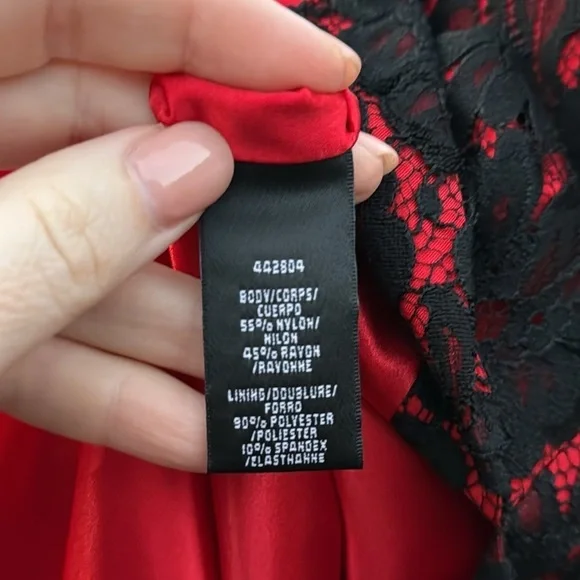 442804
BODY/CORPS/
CUERPO
55% NYLON/
NILON
45% RAYON
/RAYONNE
LINING/DOUBLURE/
FORRO
90% POLYESTER
/POLIESTER
10% SPANDEX
/ELASTHANNE